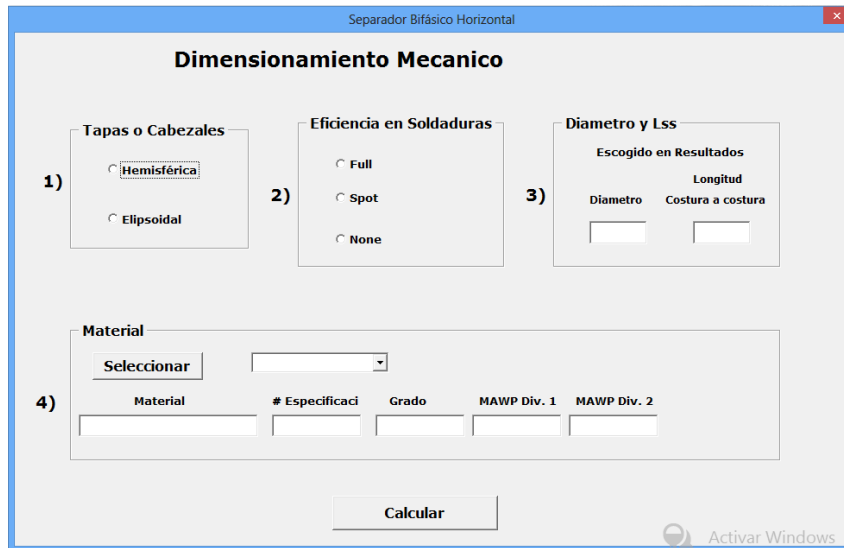 Separador Bifásico Horizontal
Dimensionamiento Mecanico
1)
Tapas o Cabezales
Hemisférica
Elipsoidal
2)
Eficiencia en Soldaduras
Full
Spot
None
3)
Diametro y Lss
Escogido en Resultados
Diametro
Longitud
Costura a costura
4)
Material
Seleccionar
Material # Especificaci Grado MAWP Div. 1 MAWP Div. 2
Calcular
Activar Windows